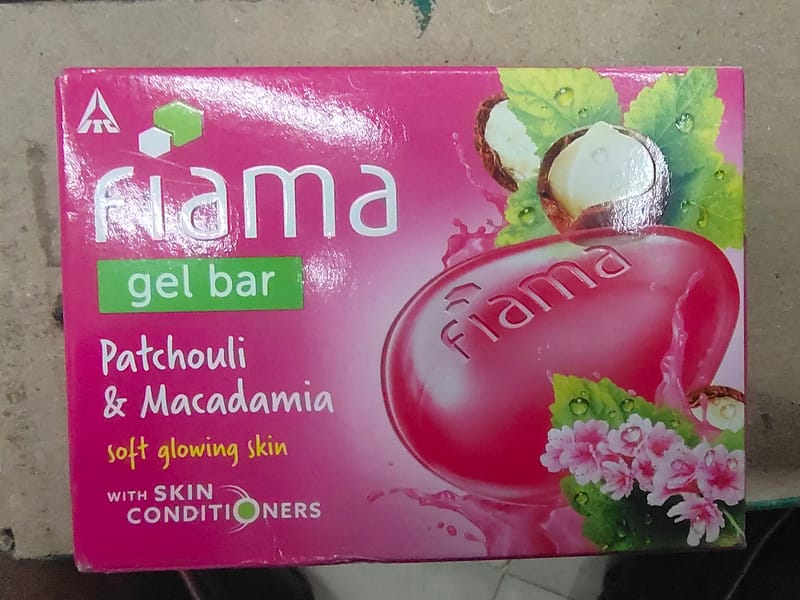 ITC
fiama
gel bar
Patchouli
& Macadamia
soft glowing skin
WITH SKIN
CONDITIONERS
fiama